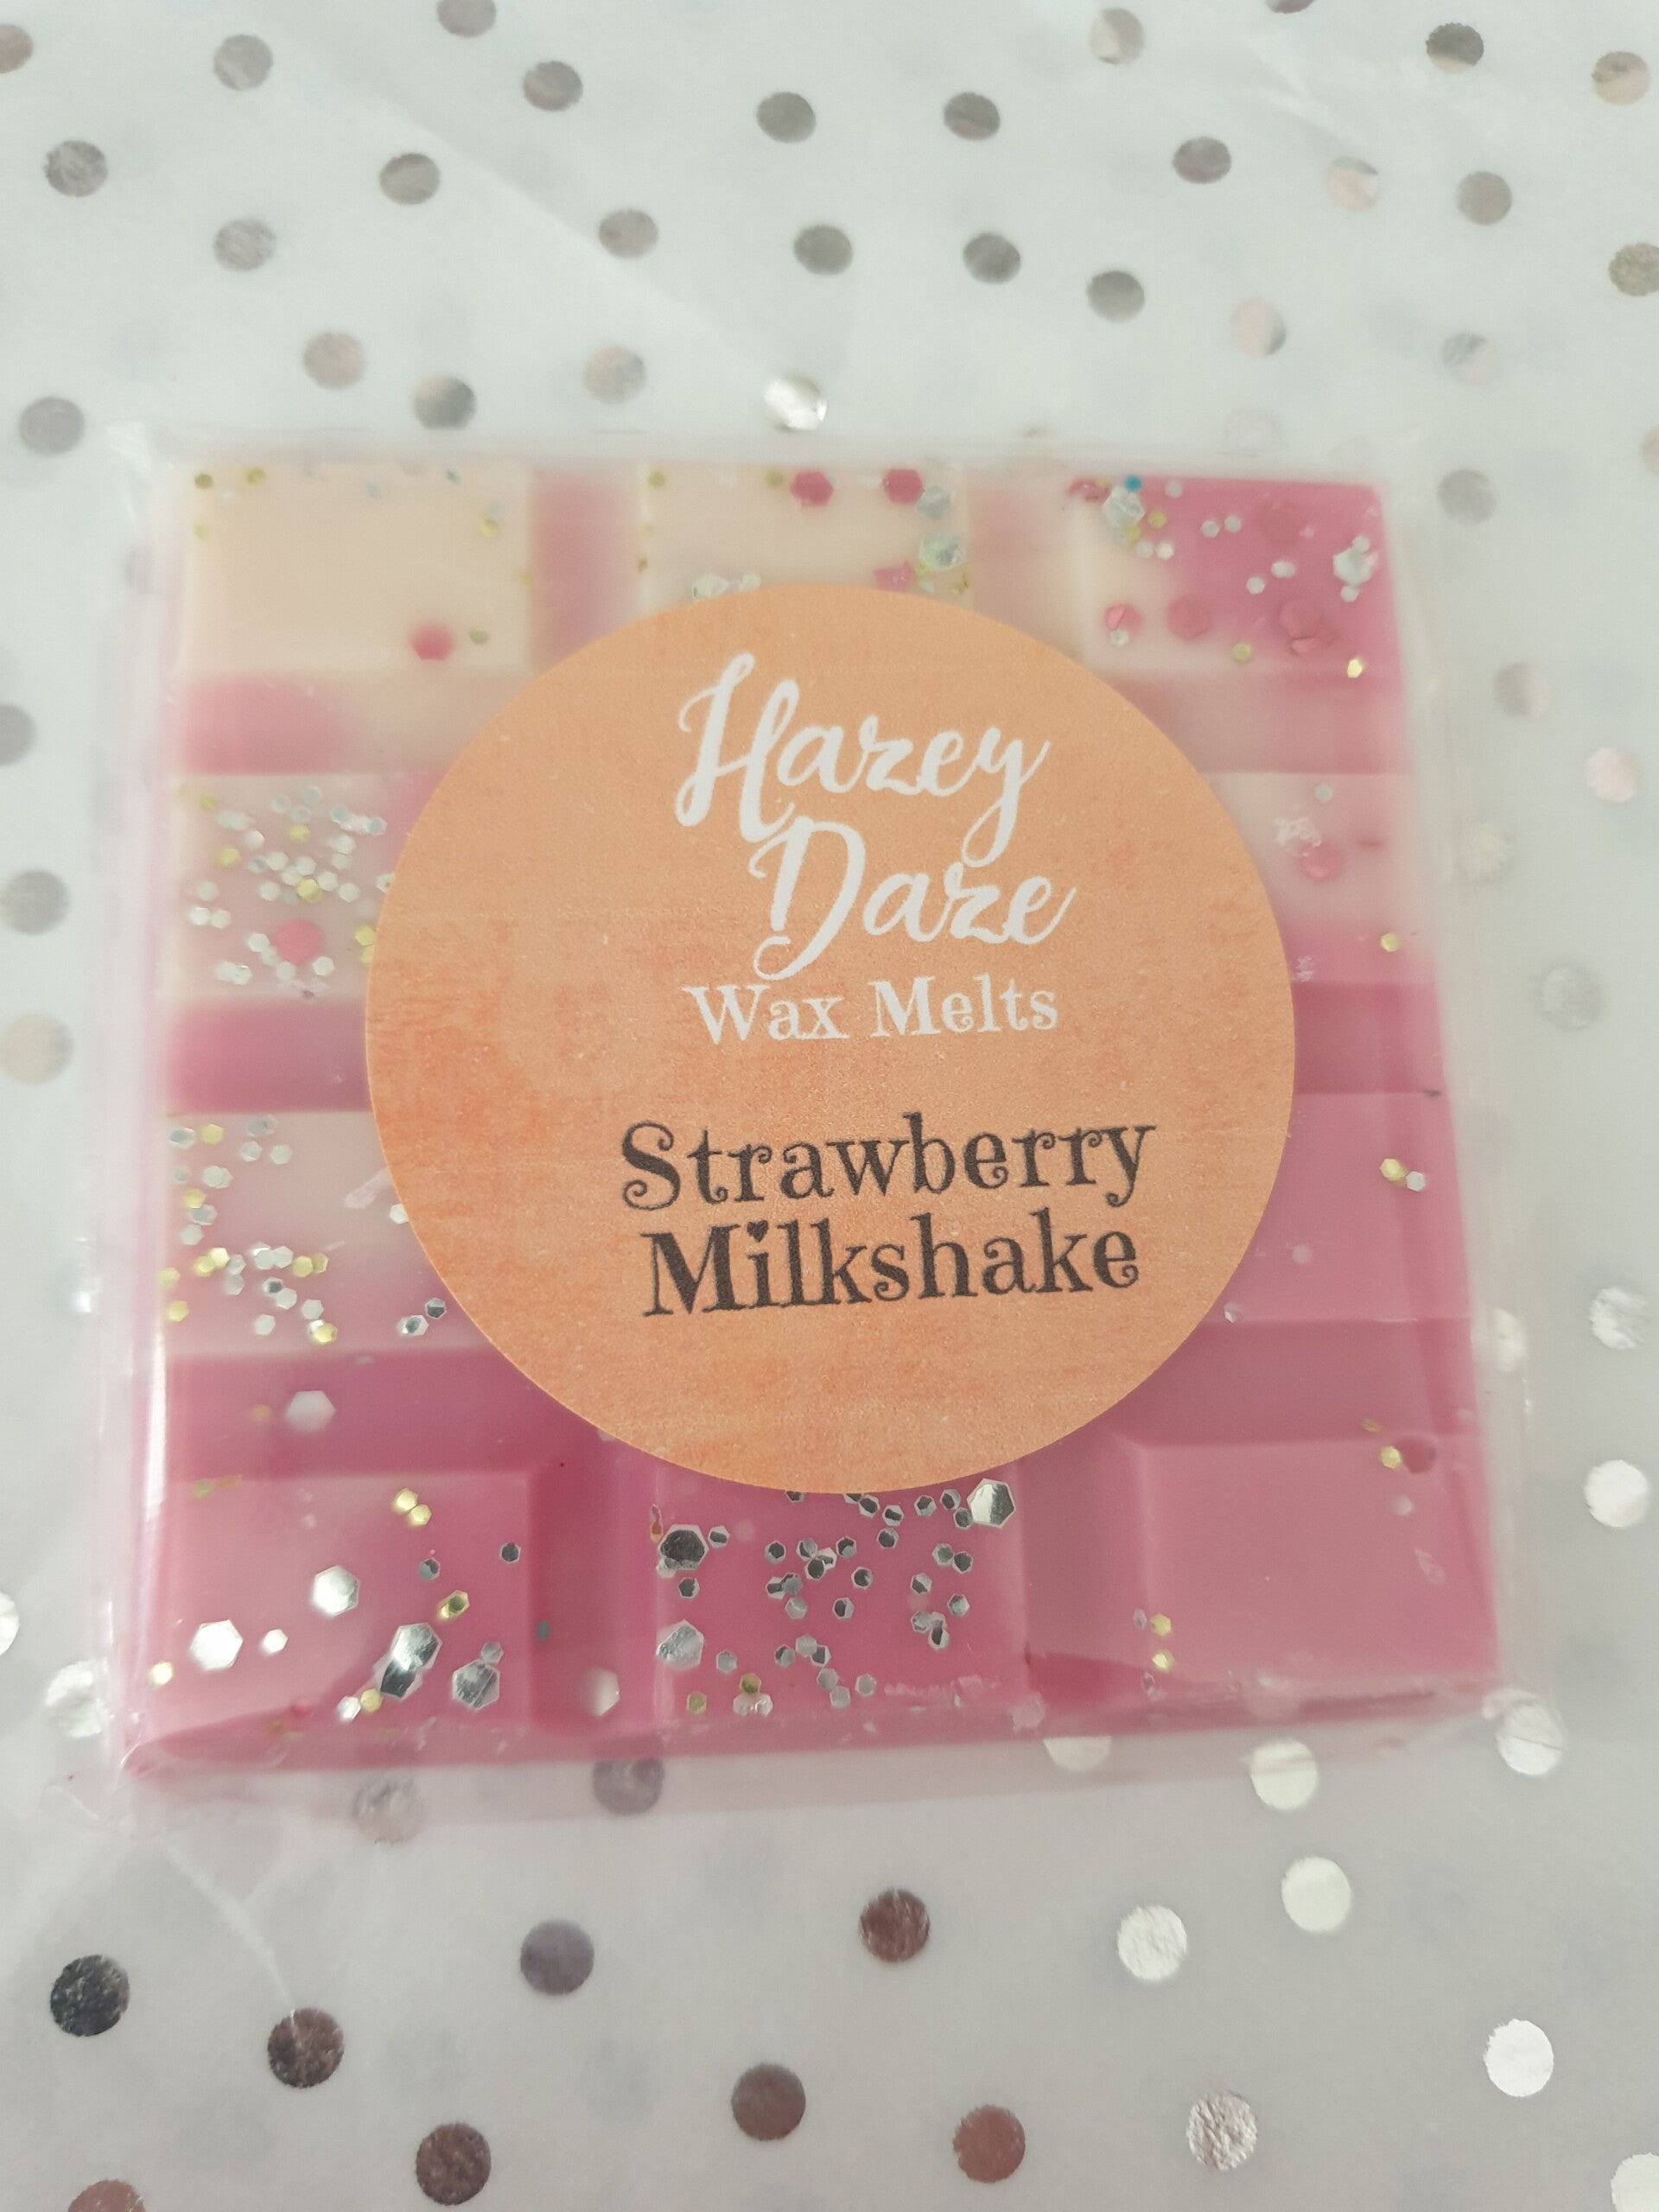 Hazey
Daze
Wax Melts
Strawberry
Milkshake